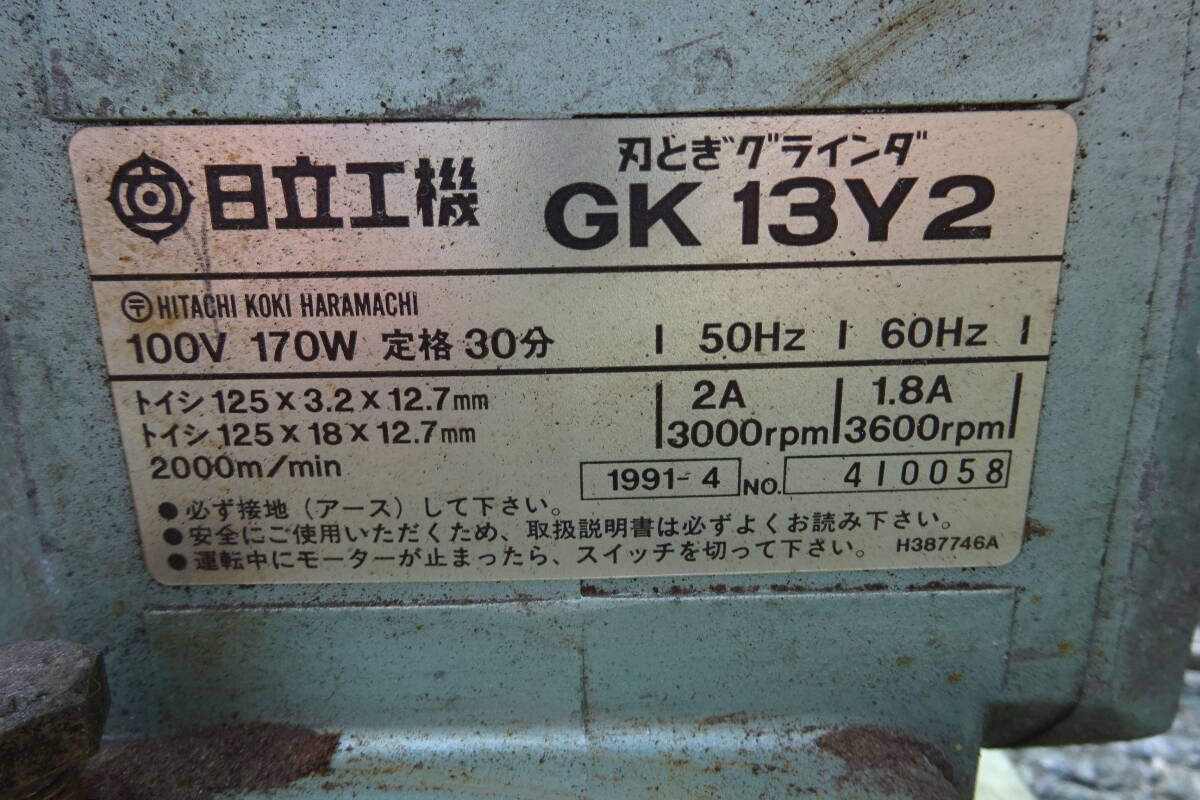 日立工機
刃とぎグラインダ
GK 13Y2
〒 HITACHI KOKI HARAMACHI
100V 170W 定格 30分 50Hz 60Hz
トイシ 125 x 3.2 x 12.7mm 2A 1.8A
トイシ 125 x 18 x 12.7mm 3000rpm 3600rpm
2000m/min 1991-4 NO. 410058
●必ず接地（アース）して下さい。
●安全にご使用いただくため、取扱説明書は必ずよくお読み下さい。
●運転中にモーターが止まったら、スイッチを切って下さい。 H387746A